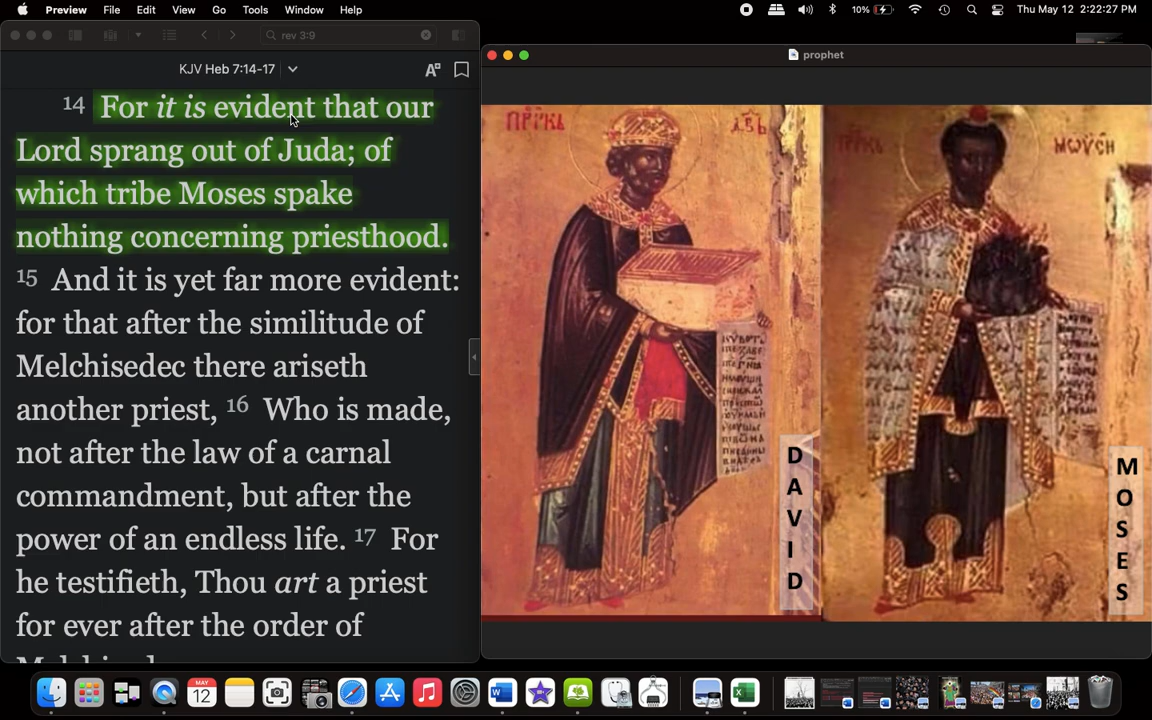 Preview File Edit View Go Tools Window Help 10% Thu May 12 2:22:27 PM
rev 3:9
KJV Heb 7:14-17
prophet
14 For it is evident that our
Lord sprang out of Juda; of
which tribe Moses spake
nothing concerning priesthood.
15 And it is yet far more evident:
for that after the similitude of
Melchisedec there ariseth
another priest, 16 Who is made,
not after the law of a carnal
commandment, but after the
power of an endless life. 17 For
he testifieth, Thou art a priest
for ever after the order of
DAVID
MOSES
MAY
12